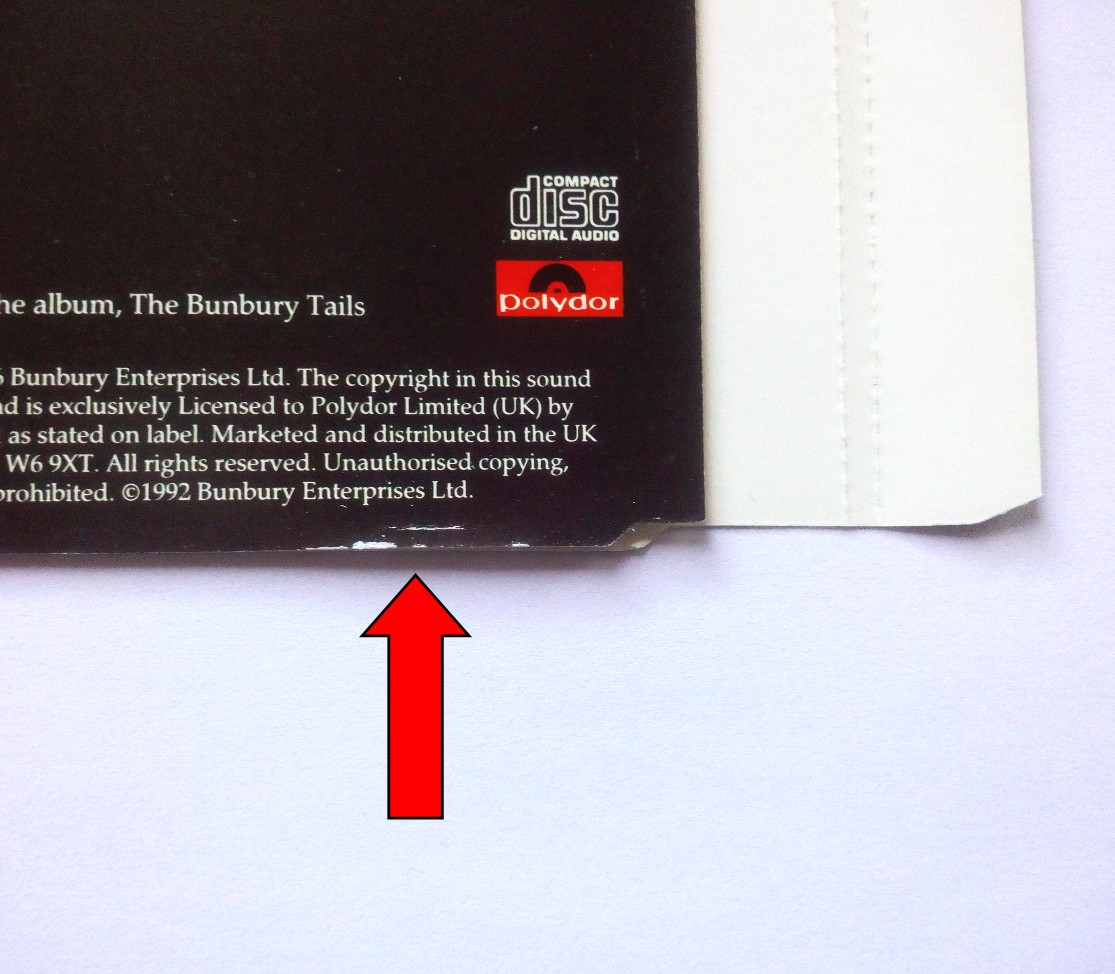 COMPACT
disc
DIGITAL AUDIO
polydor
he album, The Bunbury Tails
6 Bunbury Enterprises Ltd. The copyright in this sound
nd is exclusively Licensed to Polydor Limited (UK) by
as stated on label. Marketed and distributed in the UK
W6 9XT. All rights reserved. Unauthorised copying,
prohibited. ©1992 Bunbury Enterprises Ltd.